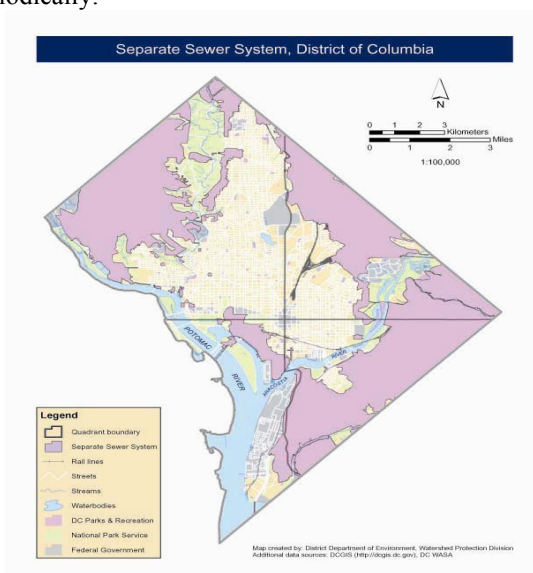 odically.
Separate Sewer System, District of Columbia
N
0 1 2 3
Kilometers
Miles
0 1 2 3
1:100,000
POTOMAC
RIVER
ANACOSTIA
RIVER
Legend
Quadrant boundary
Separate Sewer System
Rail lines
Streets
Streams
Waterbodies
DC Parks & Recreation
National Park Service
Federal Government
Map created by: District Department of Environment, Watershed Protection Division
Additional data sources: DCGIS (http://dcgis.dc.gov), DC WASA